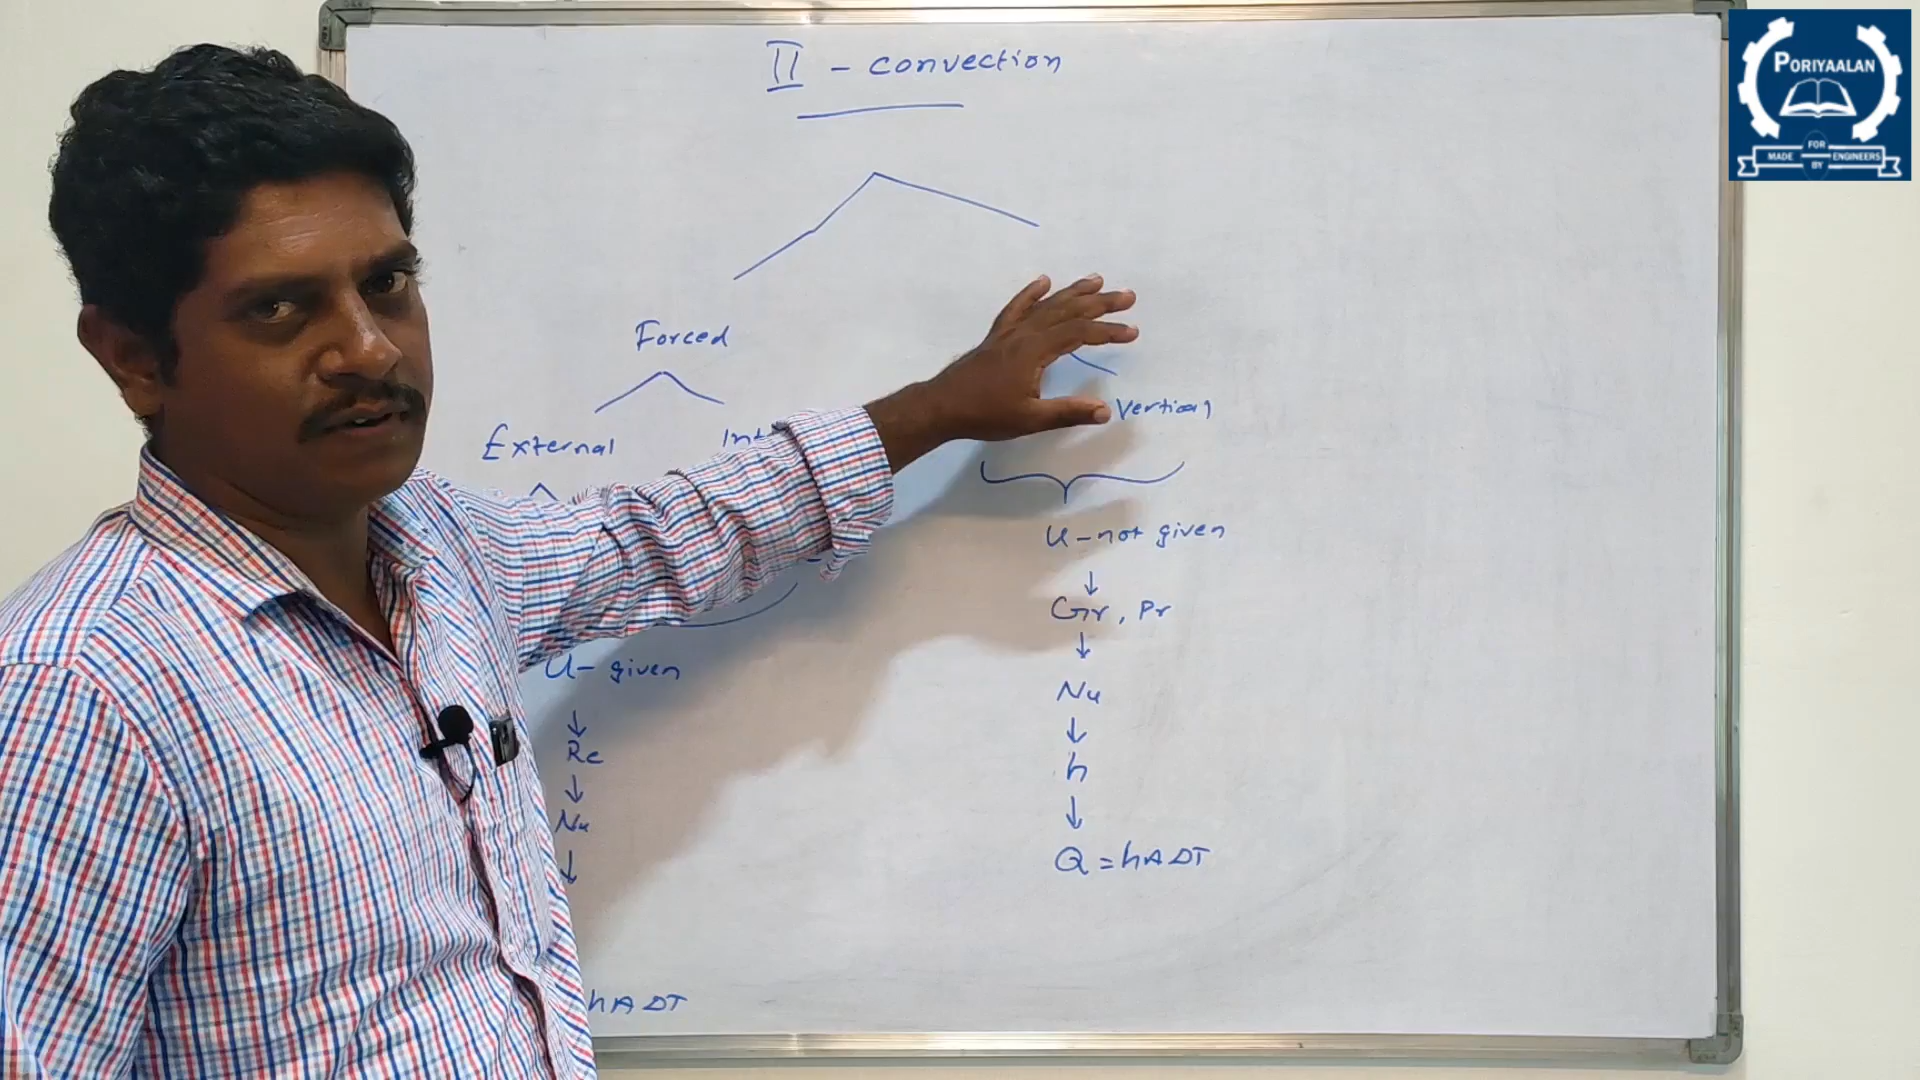 II - convection
Forced
External
Vertical
U-not given
Gr, Pr
Nu
h
Q = hAΔT
U- given
Re
Nu
hAΔT
PORIYAALAN
MADE FOR BY ENGINEERS